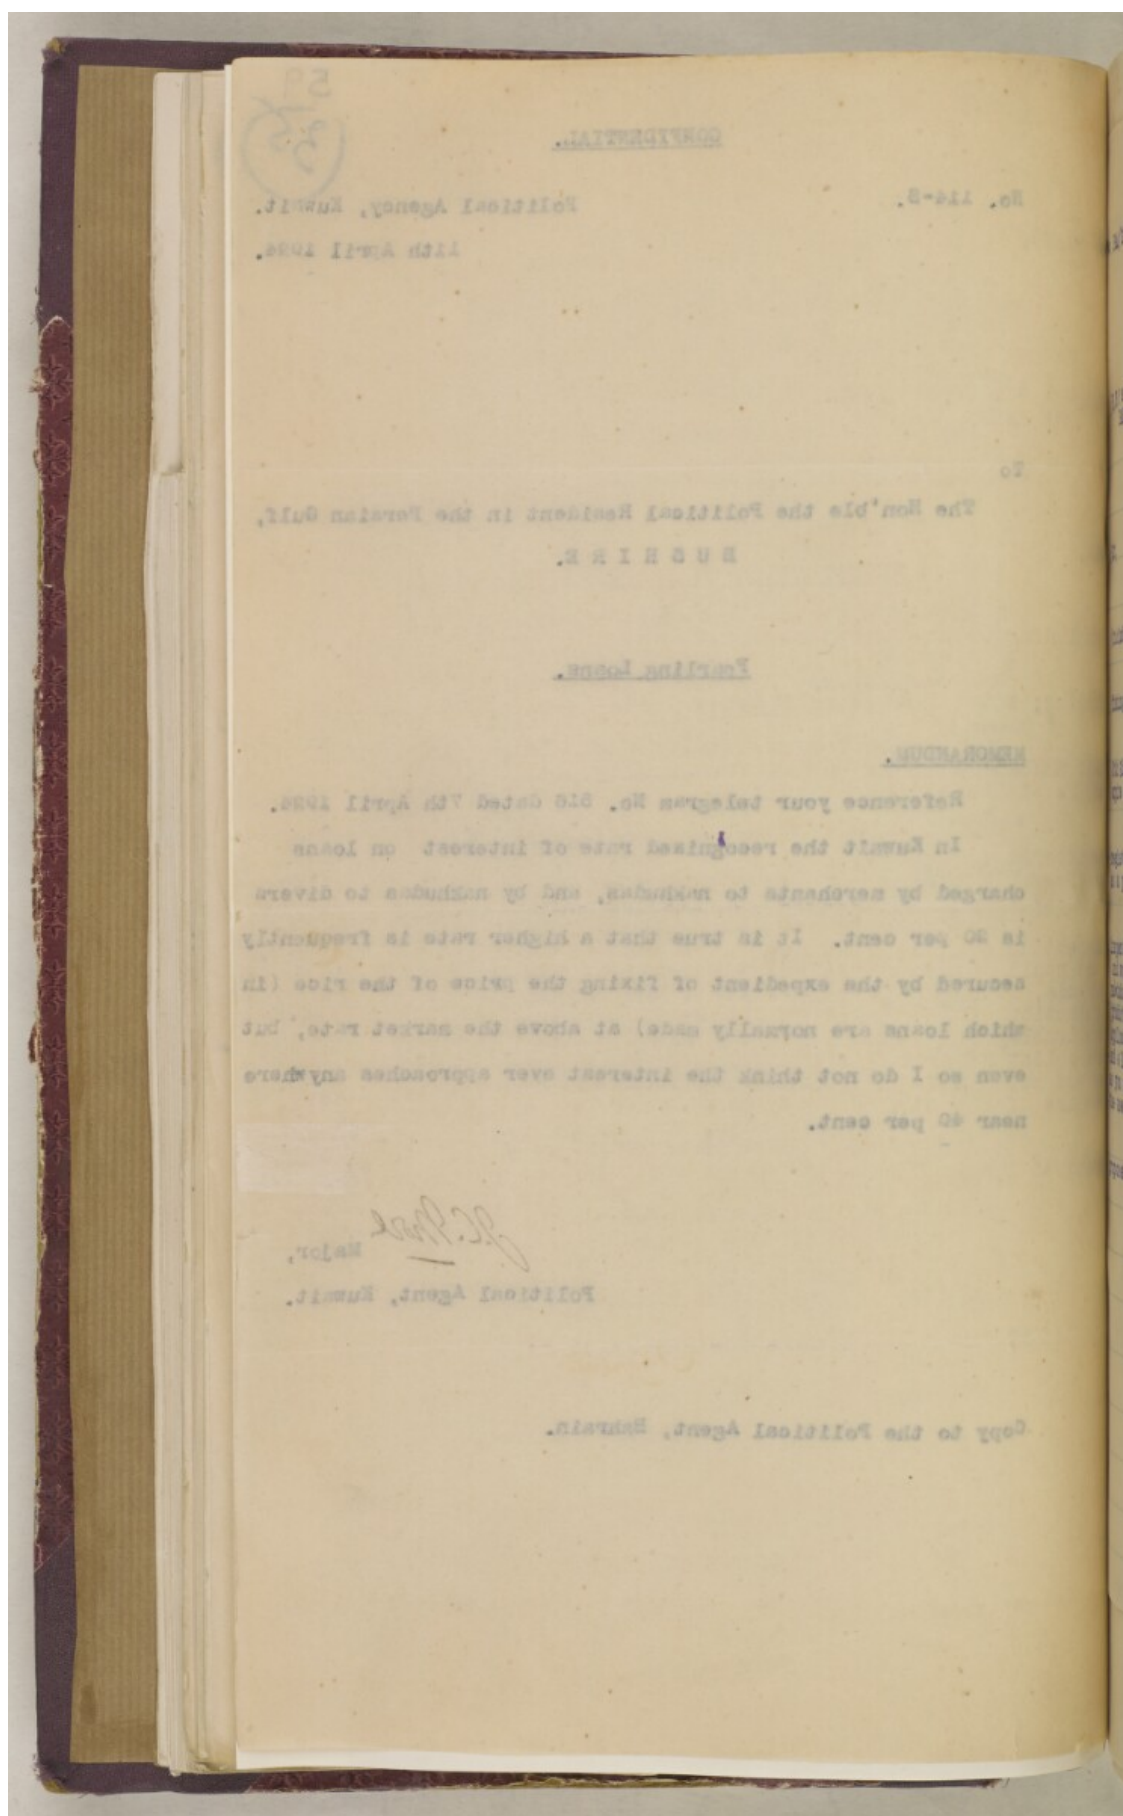 59
35
CONFIDENTIAL.
No. 114-S.
Political Agency, Kuwait.
11th April 1924.
To
The Hon'ble the Political Resident in the Persian Gulf,
BUSHIRE.
Pearling Loans.
MEMORANDUM.
Reference your telegram No. dated 7th April 1924.
In Kuwait the recognised rate of interest on loans
charged by merchants to nakhudas, and by nakhudas to divers
is 20 per cent. It is true that a higher rate is frequently
secured by the expedient of fixing the price of the rice (in
which loans are normally made) at above the market rate, but
even so I do not think the interest ever approaches anywhere
near 40 per cent.
Major,
Political Agent, Kuwait.
Copy to the Political Agent, Bahrain.